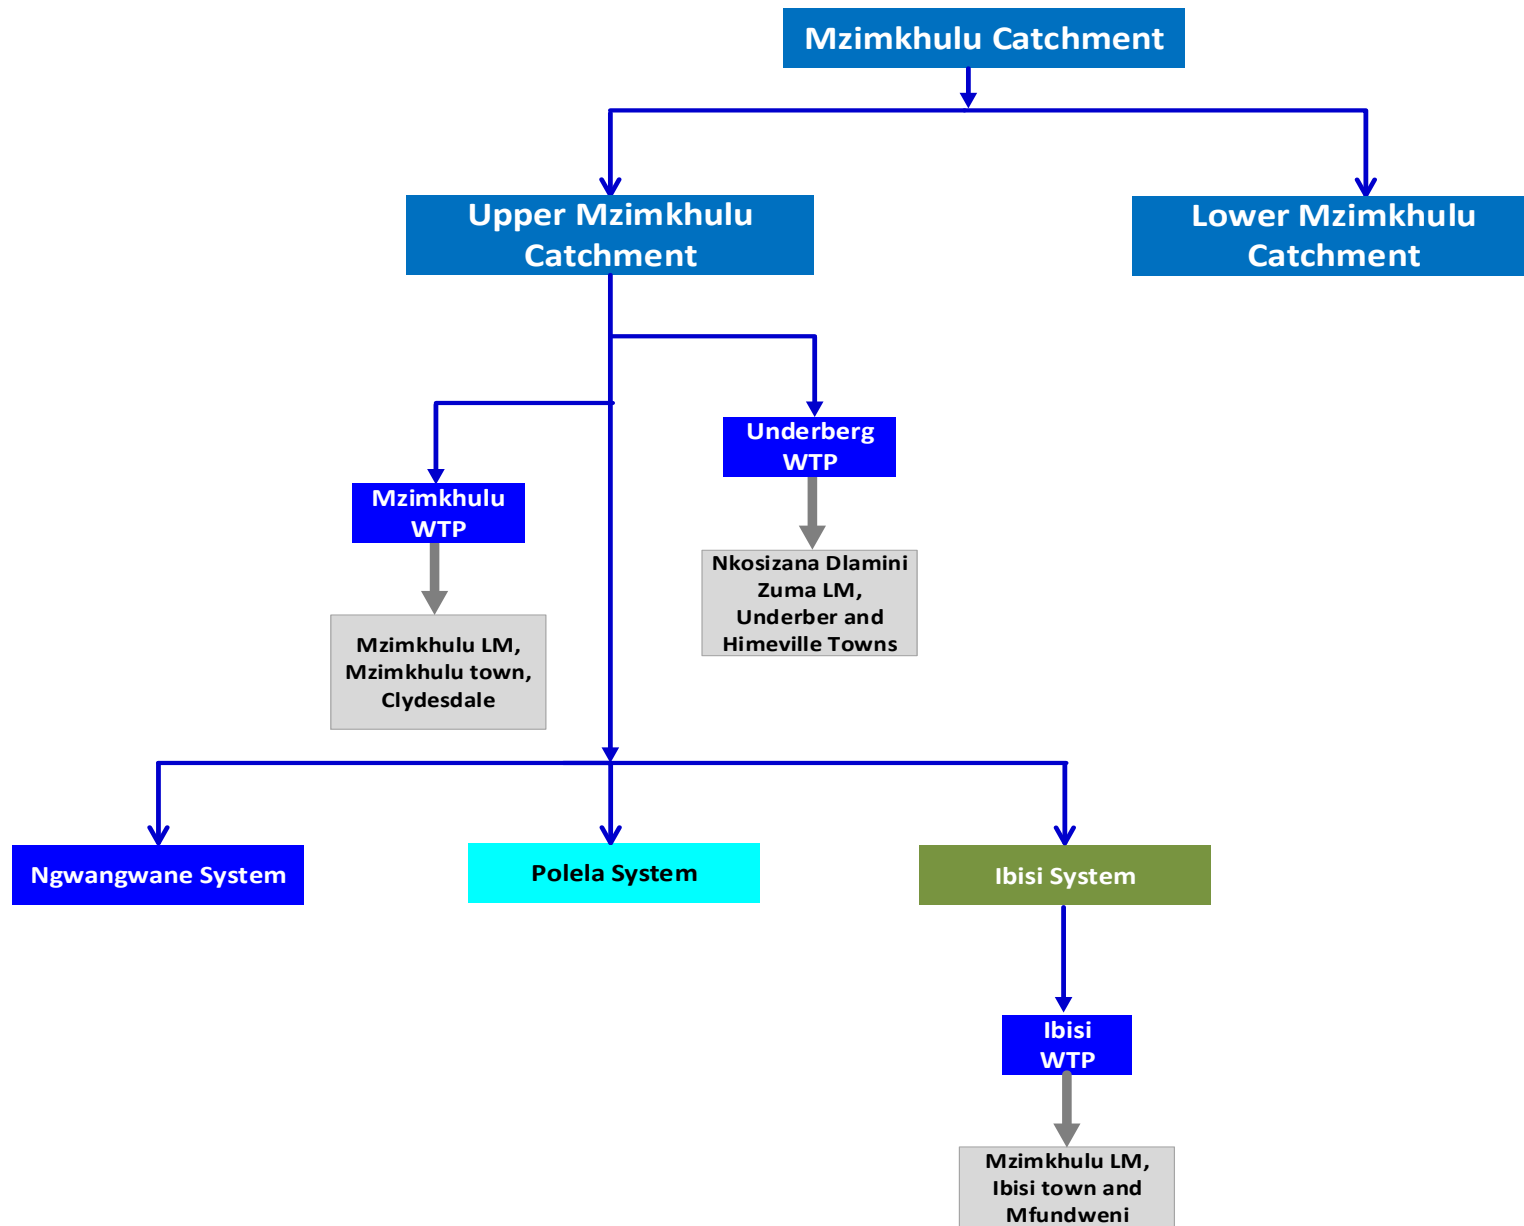 Mzimkhulu Catchment
Upper Mzimkhulu
Catchment
Lower Mzimkhulu
Catchment
Underberg
WTP
Mzimkhulu
WTP
Nkosizana Dlamini
Zuma LM,
Underber and
Himeville Towns
Mzimkhulu LM,
Mzimkhulu town,
Clydesdale
Ngwangwane System
Polela System
Ibisi System
Ibisi
WTP
Mzimkhulu LM,
Ibisi town and
Mfundweni